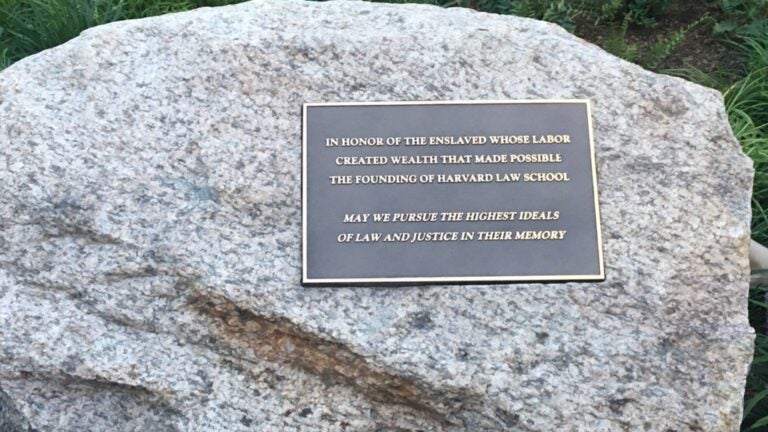 IN HONOR OF THE ENSLAVED WHOSE LABOR
CREATED WEALTH THAT MADE POSSIBLE
THE FOUNDING OF HARVARD LAW SCHOOL
MAY WE PURSUE THE HIGHEST IDEALS
OF LAW AND JUSTICE IN THEIR MEMORY